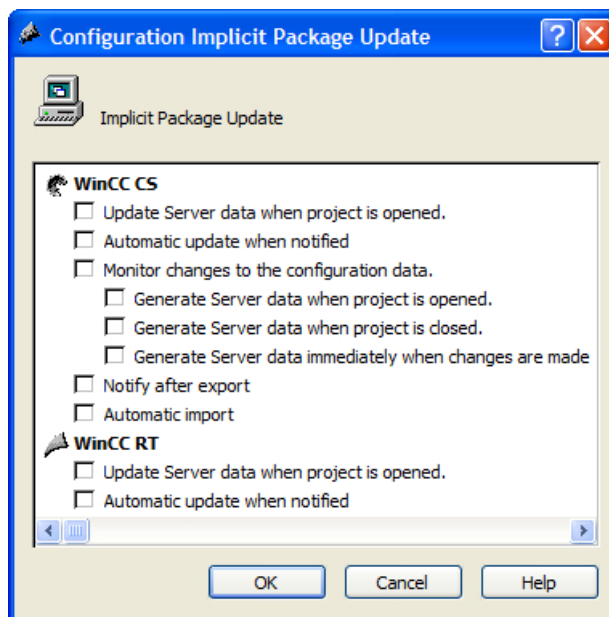 Configuration Implicit Package Update
Implicit Package Update
WinCC CS
Update Server data when project is opened.
Automatic update when notified
Monitor changes to the configuration data.
Generate Server data when project is opened.
Generate Server data when project is closed.
Generate Server data immediately when changes are made
Notify after export
Automatic import
WinCC RT
Update Server data when project is opened.
Automatic update when notified
OK Cancel Help